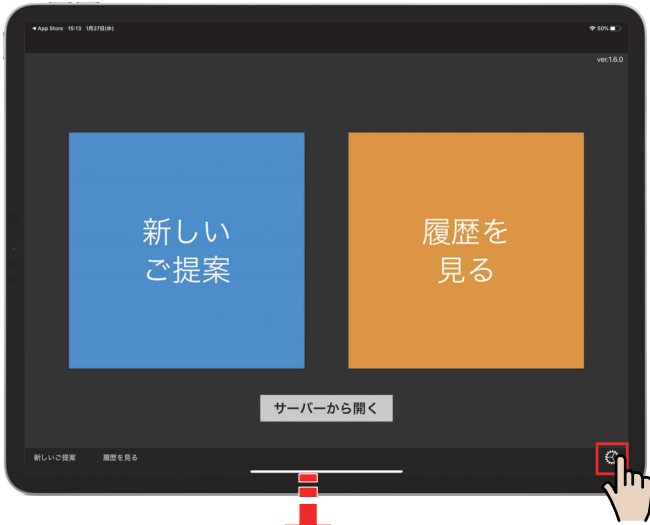 ◀App Store 15:13 1月27日(水) 50%
ver.1.6.0
新しい
ご提案
履歴を
見る
サーバーから開く
新しいご提案 履歴を見る